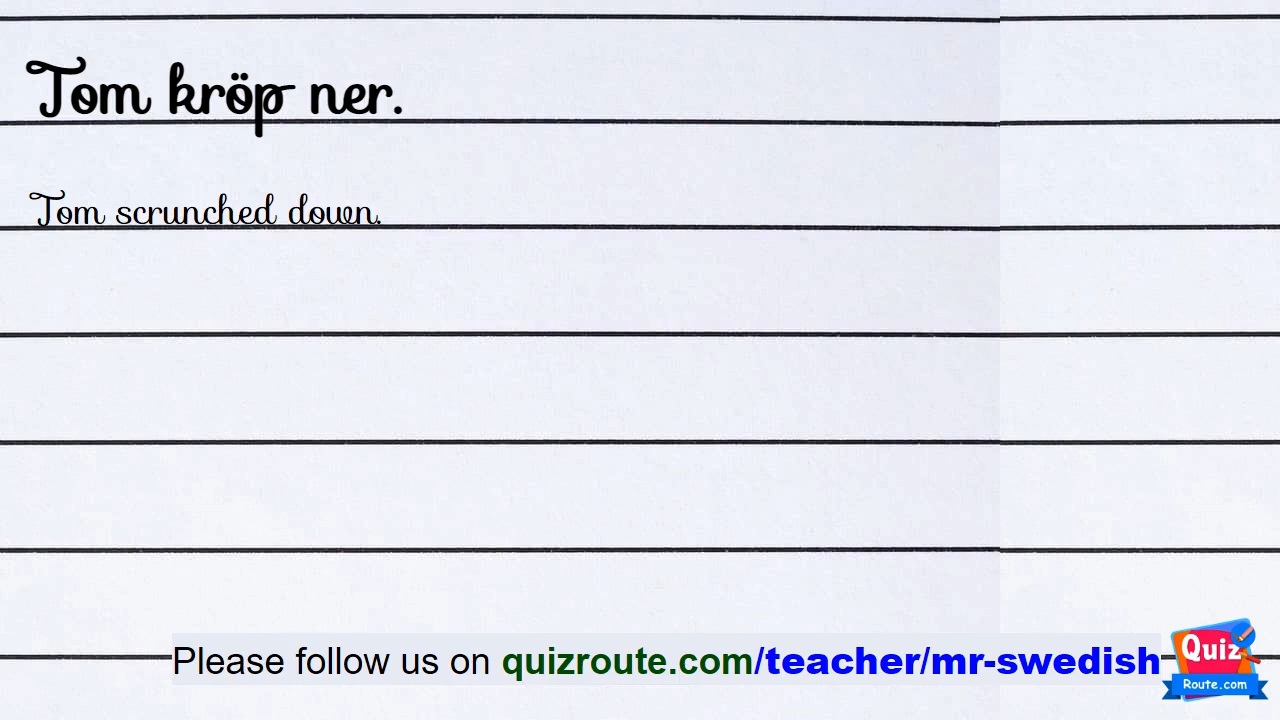 Tom kröp ner.
Tom scrunched down.
Please follow us on quizroute.com/teacher/mr-swedish
Quiz
Route.com